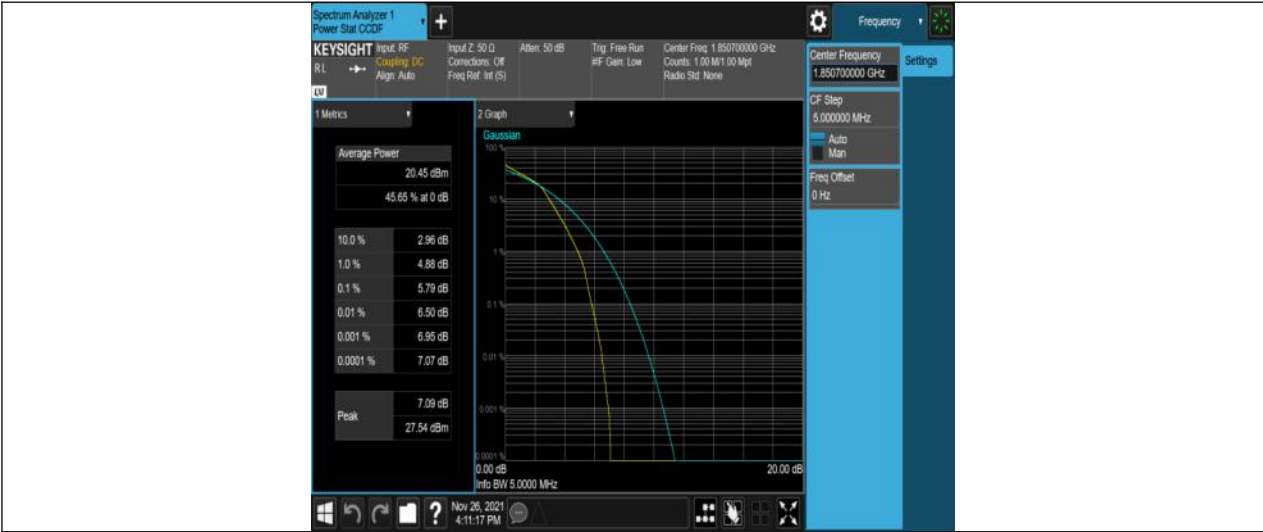 Spectrum Analyzer 1
Power Stat CCDF
+
Frequency
KEYSIGHT
RL
LW
Input: RF
Coupling: DC
Align: Auto
Input Z: 50 Ω
Corrections: Off
Freq Ref: Int (S)
Atten: 50 dB
Trig: Free Run
#IF Gain: Low
Center Freq: 1.850700000 GHz
Counts: 1.00 M/1.00 Mpt
Radio Std: None
Center Frequency
1.850700000 GHz
Settings
CF Step
5.000000 MHz
Auto
Man
Freq Offset
0 Hz
1 Metrics
Average Power
20.45 dBm
45.65 % at 0 dB
10.0 % 2.96 dB
1.0 % 4.88 dB
0.1 % 5.79 dB
0.01 % 6.50 dB
0.001 % 6.95 dB
0.0001 % 7.07 dB
Peak
7.09 dB
27.54 dBm
2 Graph
Gaussian
100 %
10 %
1 %
0.1 %
0.01 %
0.001 %
0.0001 %
0.00 dB 20.00 dB
Info BW 5.0000 MHz
?
Nov 26, 2021
4:11:17 PM